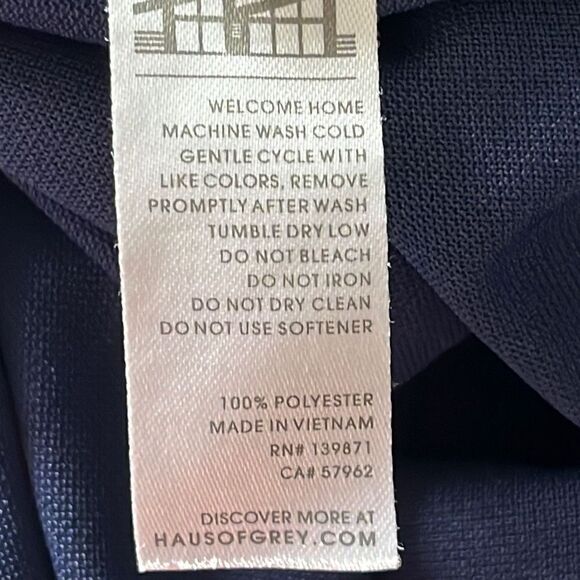 WELCOME HOME
MACHINE WASH COLD
GENTLE CYCLE WITH
LIKE COLORS, REMOVE
PROMPTLY AFTER WASH
TUMBLE DRY LOW
DO NOT BLEACH
DO NOT IRON
DO NOT DRY CLEAN
DO NOT USE SOFTENER
100% POLYESTER
MADE IN VIETNAM
RN# 139871
CA# 57962
DISCOVER MORE AT
HAUSOFGREY.COM